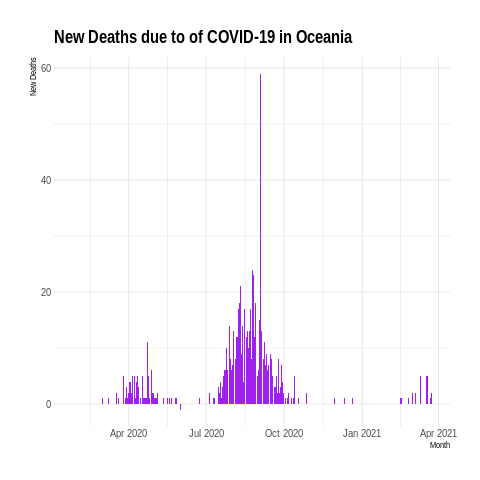 New Deaths due to of COVID-19 in Oceania
New Deaths
60
40
20
0
Apr 2020 Jul 2020 Oct 2020 Jan 2021 Apr 2021
Month